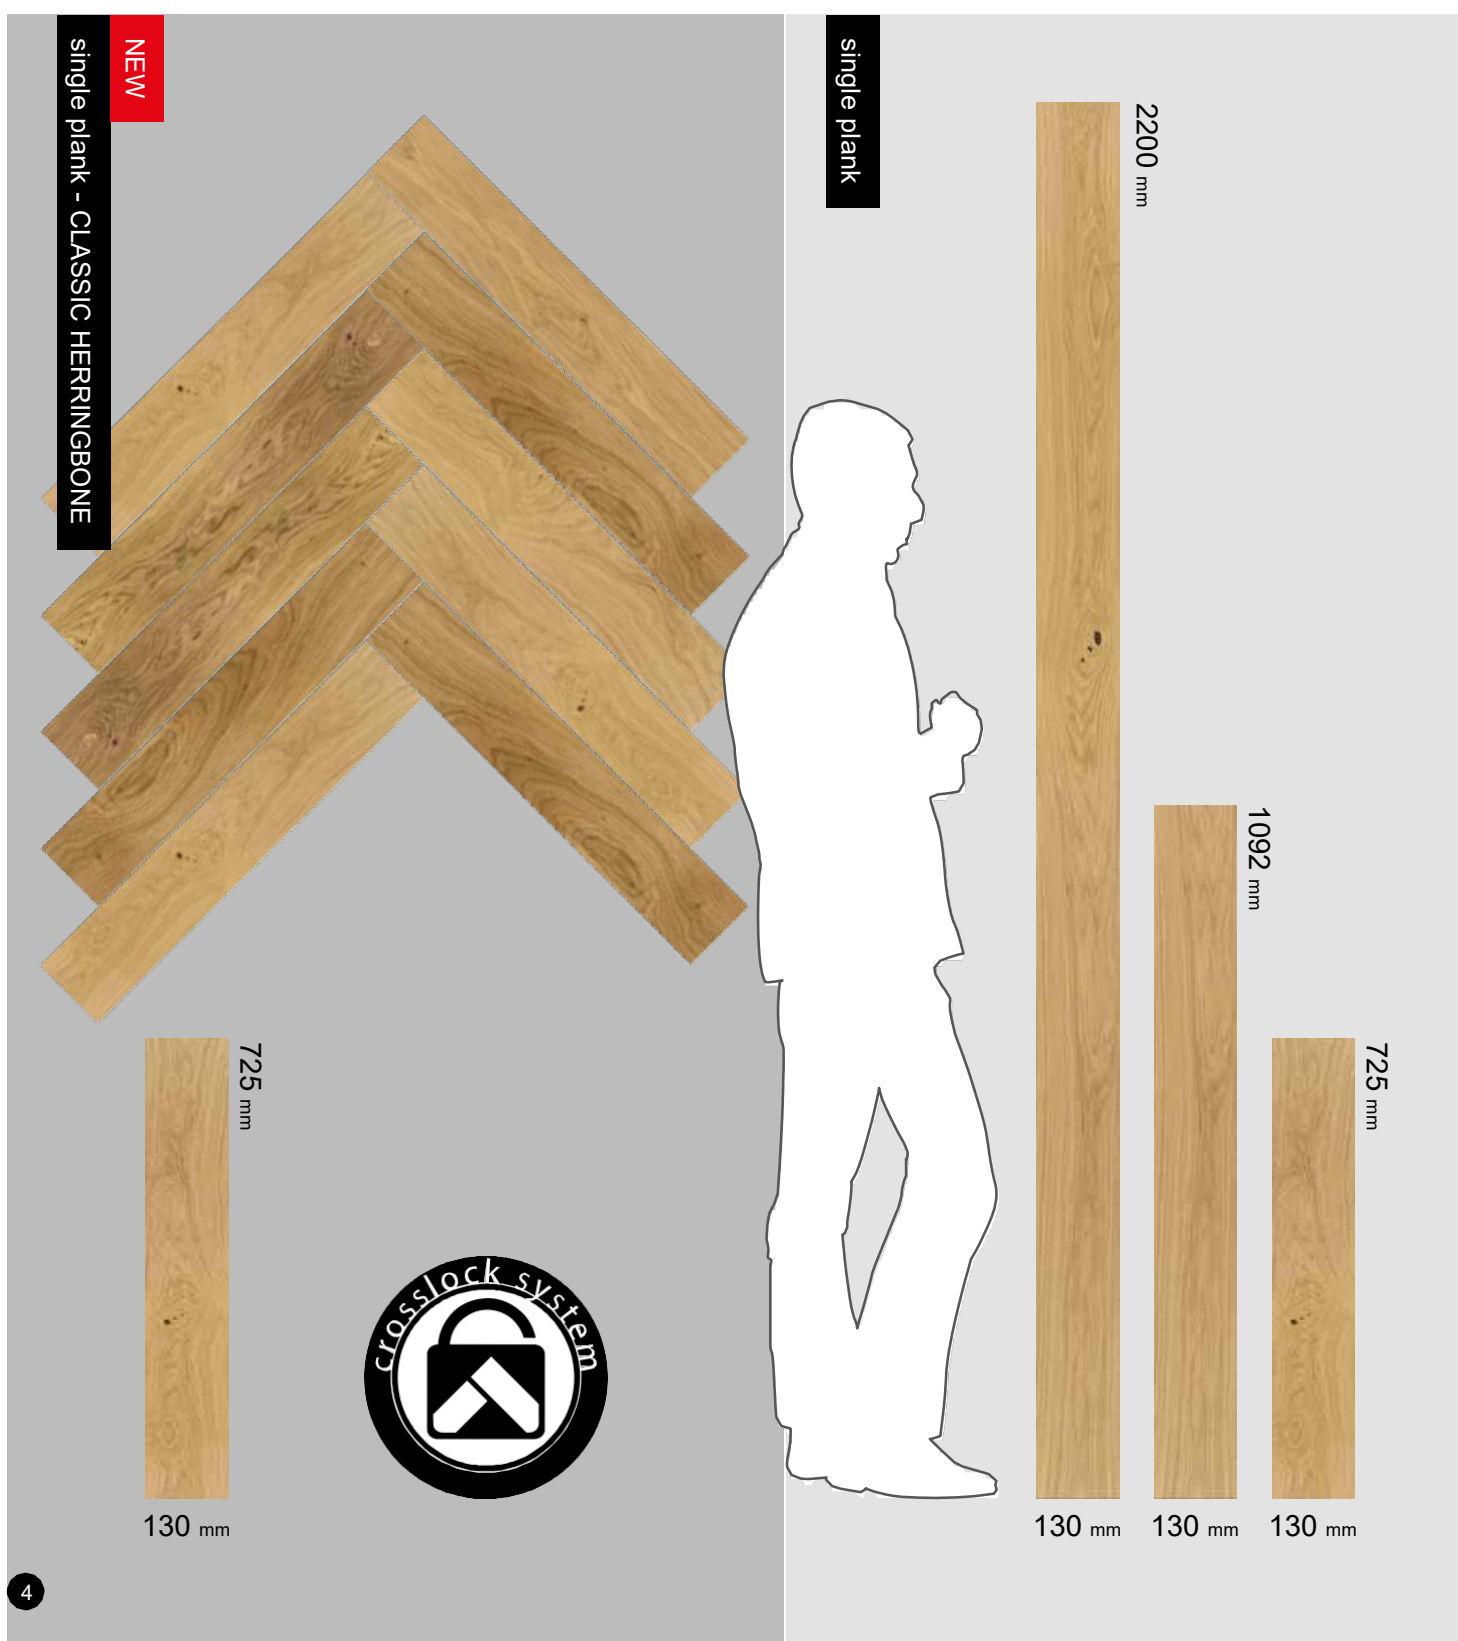 NEW
single plank - CLASSIC HERRINGBONE
725 mm
130 mm
crosslock system
4
single plank
2200 mm
1092 mm
725 mm
130 mm
130 mm
130 mm